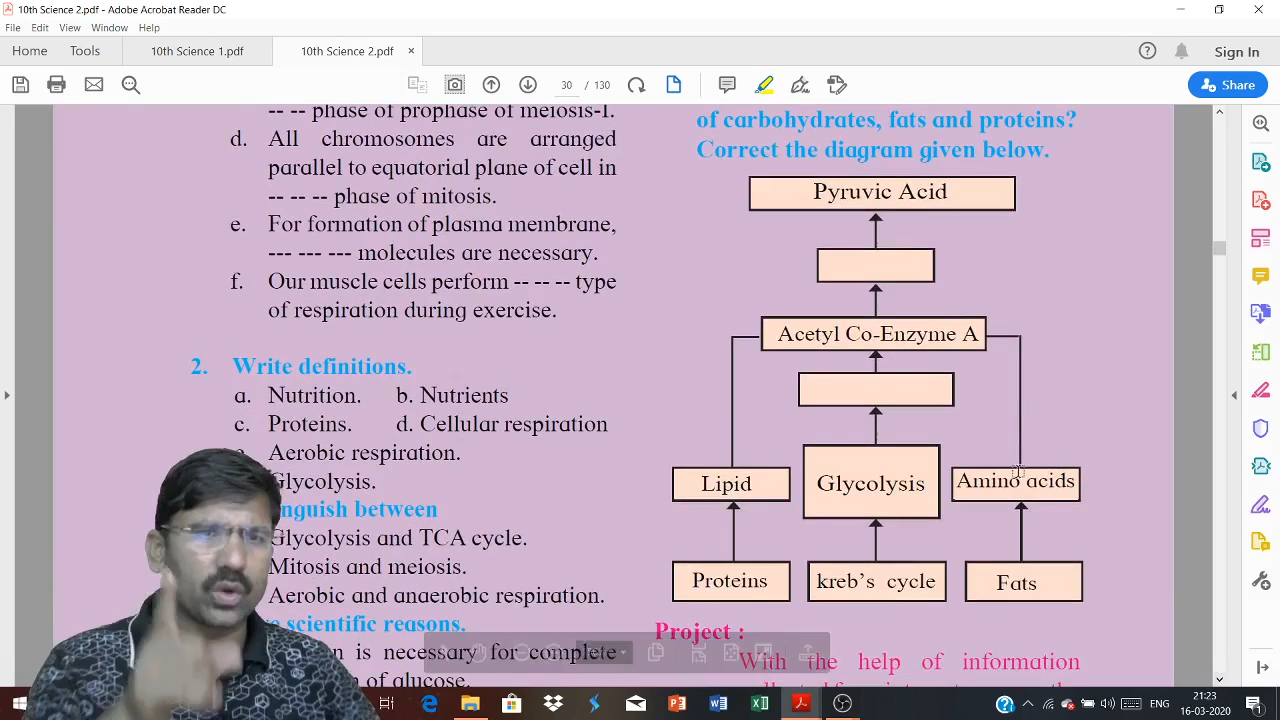 10th Science 2.pdf - Adobe Acrobat Reader DC
File Edit View Window Help
Home Tools 10th Science 1.pdf 10th Science 2.pdf × Sign In
30 / 130 Share
-- -- phase of prophase of meiosis-I.
d. All chromosomes are arranged
parallel to equatorial plane of cell in
-- -- -- phase of mitosis.
e. For formation of plasma membrane,
--- --- --- molecules are necessary.
f. Our muscle cells perform -- -- -- type
of respiration during exercise.
2. Write definitions.
a. Nutrition. b. Nutrients
c. Proteins. d. Cellular respiration
Aerobic respiration.
Glycolysis.
nguish between
Glycolysis and TCA cycle.
Mitosis and meiosis.
Aerobic and anaerobic respiration.
scientific reasons.
n is necessary for complete
n of glucose.
of carbohydrates, fats and proteins?
Correct the diagram given below.
Pyruvic Acid
Acetyl Co-Enzyme A
Lipid Glycolysis Amino acids
Proteins kreb's cycle Fats
Project :
With the help of information
ENG 21:23
16-03-2020